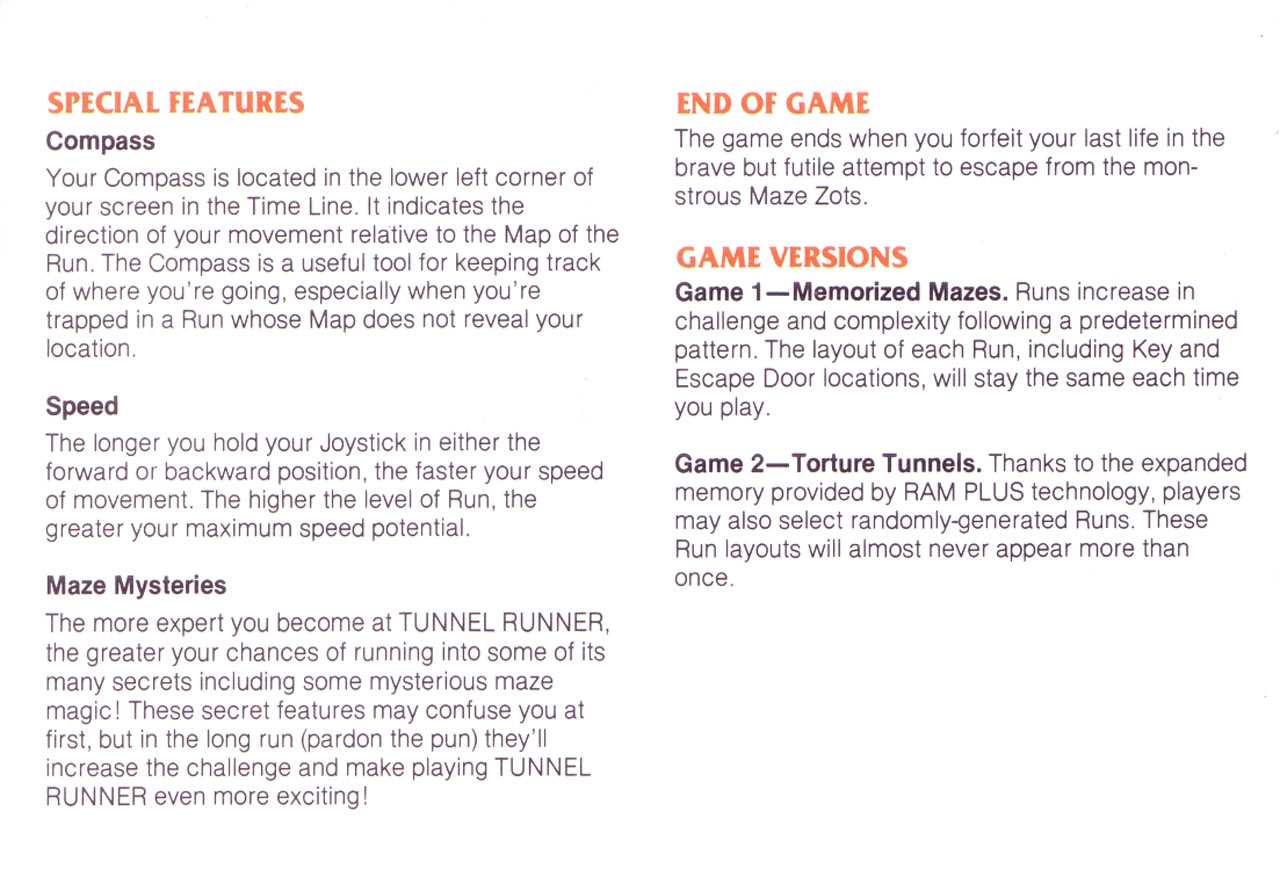 SPECIAL FEATURES
Compass
Your Compass is located in the lower left corner of
your screen in the Time Line. It indicates the
direction of your movement relative to the Map of the
Run. The Compass is a useful tool for keeping track
of where you're going, especially when you're
trapped in a Run whose Map does not reveal your
location.
Speed
The longer you hold your Joystick in either the
forward or backward position, the faster your speed
of movement. The higher the level of Run, the
greater your maximum speed potential.
Maze Mysteries
The more expert you become at TUNNEL RUNNER,
the greater your chances of running into some of its
many secrets including some mysterious maze
magic! These secret features may confuse you at
first, but in the long run (pardon the pun) they'll
increase the challenge and make playing TUNNEL
RUNNER even more exciting!
END OF GAME
The game ends when you forfeit your last life in the
brave but futile attempt to escape from the mon-
strous Maze Zots.
GAME VERSIONS
Game 1—Memorized Mazes. Runs increase in
challenge and complexity following a predetermined
pattern. The layout of each Run, including Key and
Escape Door locations, will stay the same each time
you play.
Game 2—Torture Tunnels. Thanks to the expanded
memory provided by RAM PLUS technology, players
may also select randomly-generated Runs. These
Run layouts will almost never appear more than
once.